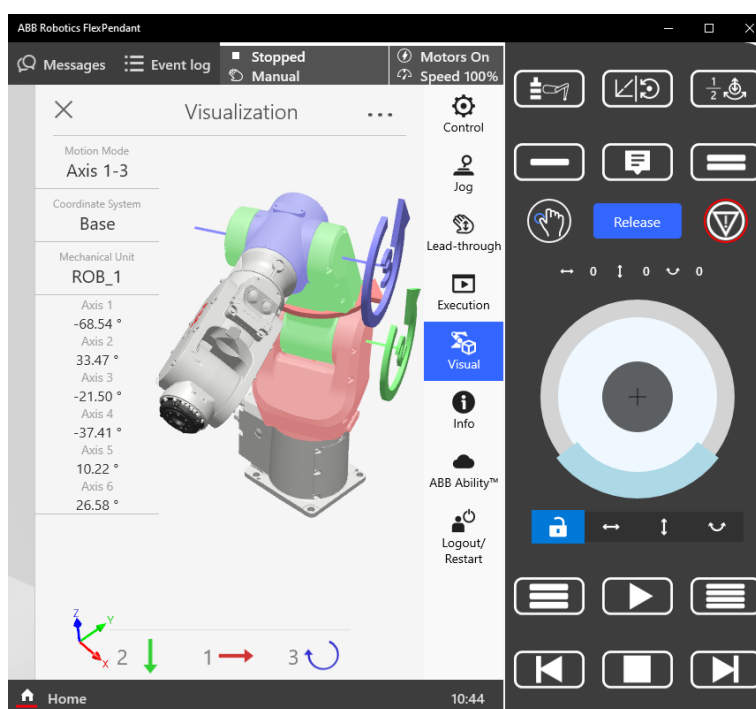 ABB Robotics FlexPendant
Messages
Event log
Stopped
Manual
Motors On
Speed 100%
Visualization
...
Motion Mode
Axis 1-3
Coordinate System
Base
Mechanical Unit
ROB_1
Axis 1
-68.54 °
Axis 2
33.47 °
Axis 3
-21.50 °
Axis 4
-37.41 °
Axis 5
10.22 °
Axis 6
26.58 °
Z
Y
X
2
1
3
Control
Jog
Lead-through
Execution
Visual
Info
ABB Ability™
Logout/
Restart
Home
10:44
1
2
Release
0 0 0